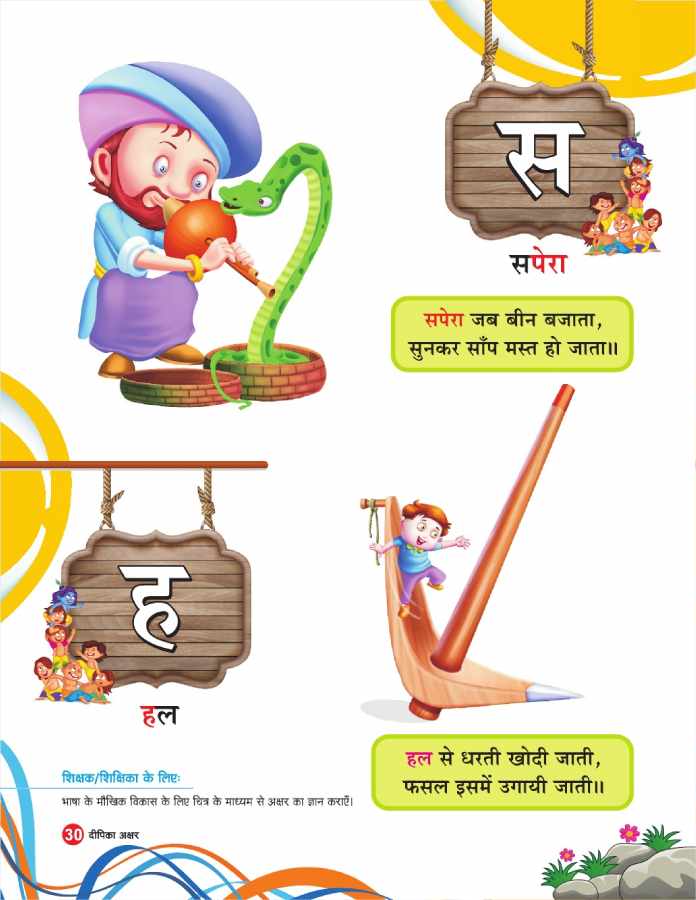 स
सपेरा
सपेरा जब बीन बजाता,
सुनकर साँप मस्त हो जाता॥
ह
हल
हल से धरती खोदी जाती,
फसल इसमें उगायी जाती॥
शिक्षक/शिक्षिका के लिएः
भाषा के मौखिक विकास के लिए चित्र के माध्यम से अक्षर का ज्ञान कराएँ।
30 दीपिका अक्षर